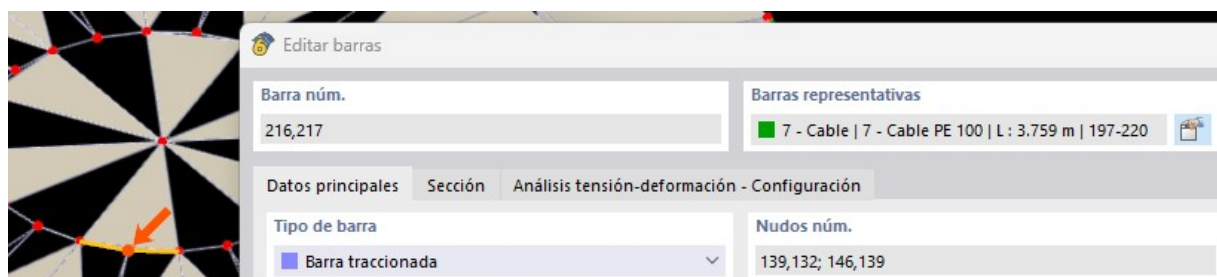 Editar barras
Barra núm.
Barras representativas
216,217
7 - Cable | 7 - Cable PE 100 | L : 3.759 m | 197-220
Datos principales Sección Análisis tensión-deformación - Configuración
Tipo de barra
Nudos núm.
Barra traccionada
139,132; 146,139